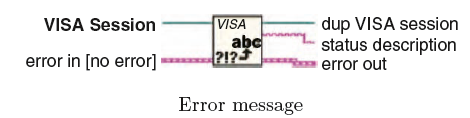 VISA Session
error in [no error]
VISA
abc
?!?
dup VISA session
status description
error out
Error message